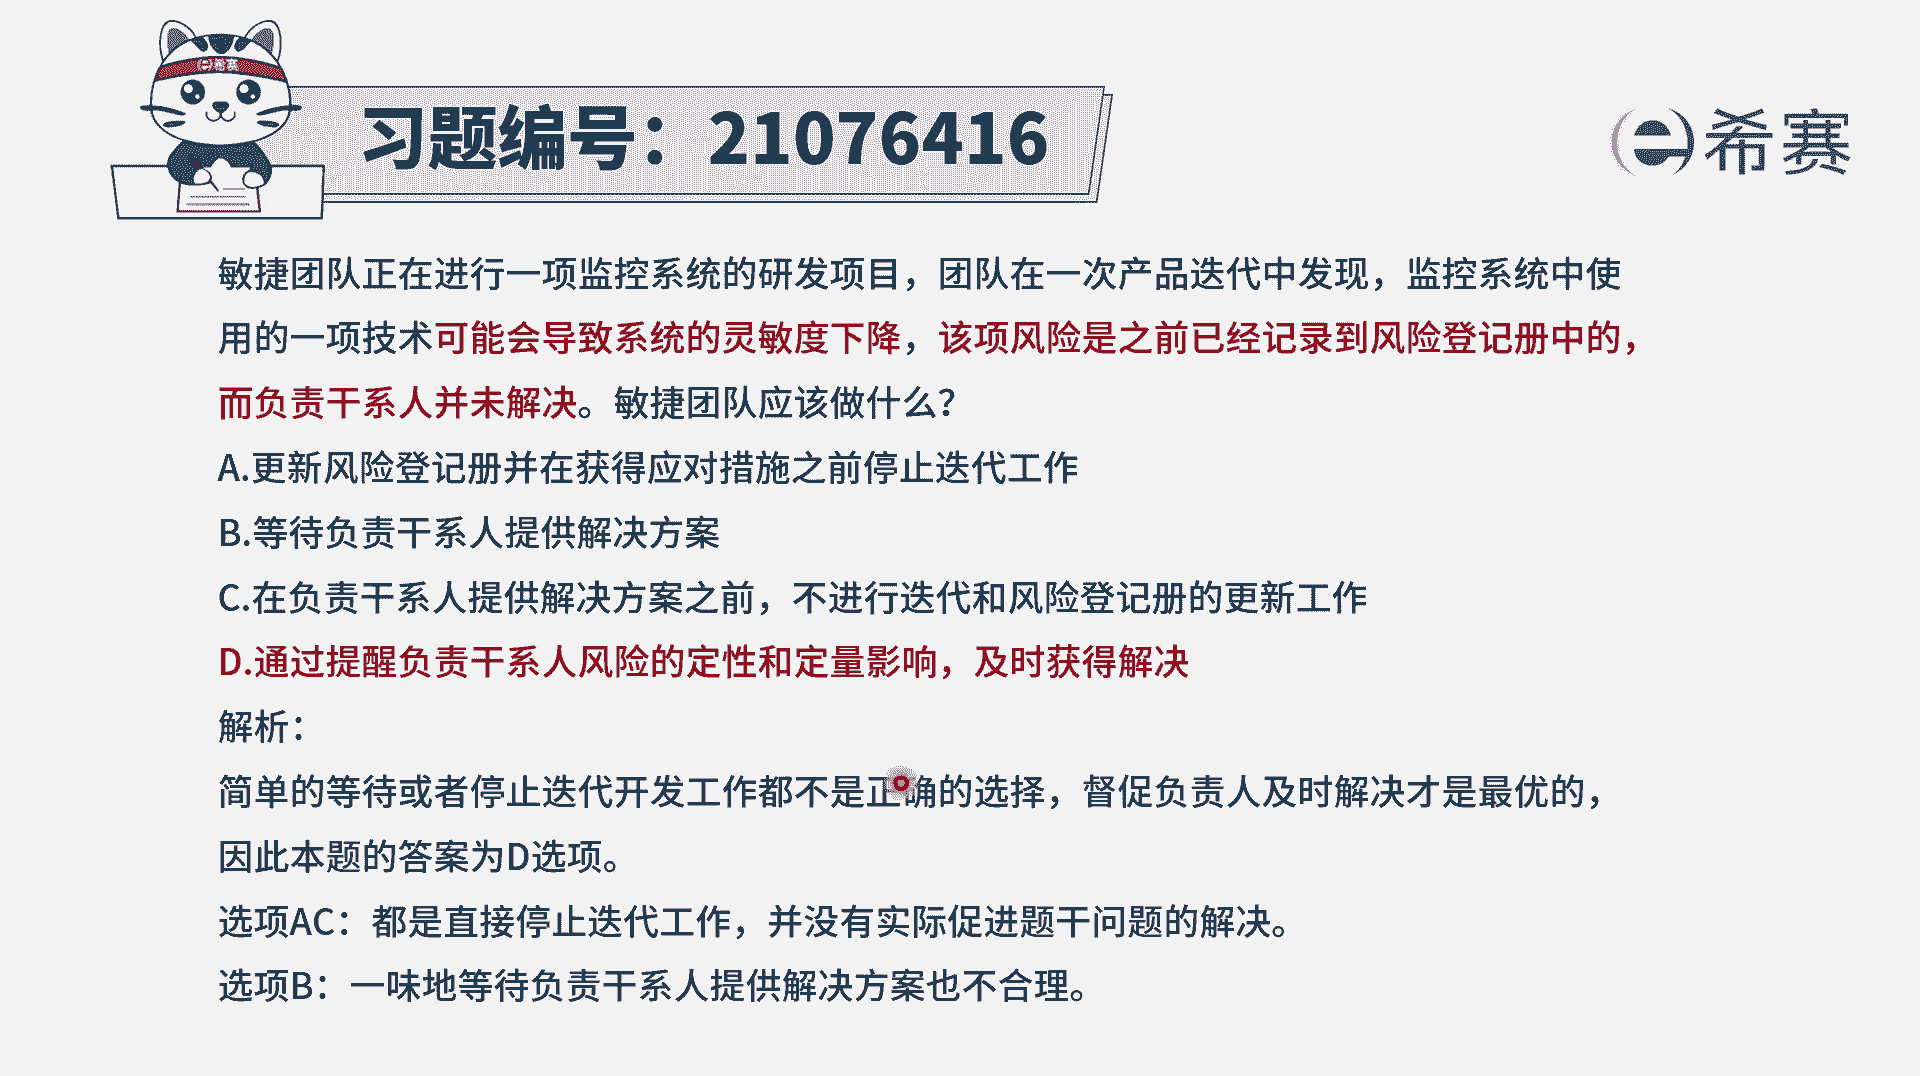 希赛
习题编号：21076416
希赛
敏捷团队正在进行一项监控系统的研发项目，团队在一次产品迭代中发现，监控系统中使
用的一项技术可能会导致系统的灵敏度下降，该项风险是之前已经记录到风险登记册中的，
而负责干系人并未解决。敏捷团队应该做什么？
A.更新风险登记册并在获得应对措施之前停止迭代工作
B.等待负责干系人提供解决方案
C.在负责干系人提供解决方案之前，不进行迭代和风险登记册的更新工作
D.通过提醒负责干系人风险的定性和定量影响，及时获得解决
解析：
简单的等待或者停止迭代开发工作都不是正确的选择，督促负责人及时解决才是最优的，
因此本题的答案为D选项。
选项AC：都是直接停止迭代工作，并没有实际促进题干问题的解决。
选项B：一味地等待负责干系人提供解决方案也不合理。